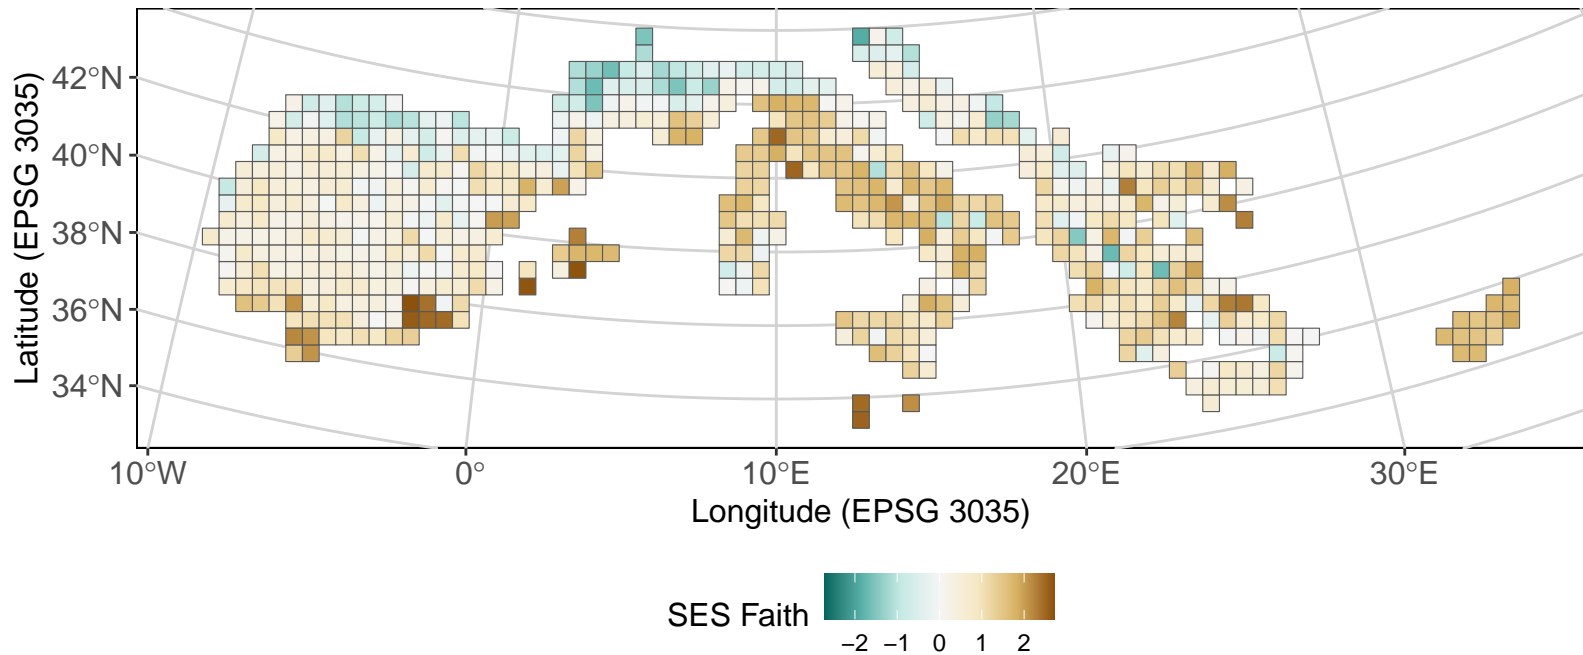 Latitude (EPSG 3035)
42°N
40°N
38°N
36°N
34°N
10°W 0° 10°E 20°E 30°E
Longitude (EPSG 3035)
SES Faith
−2 −1 0 1 2